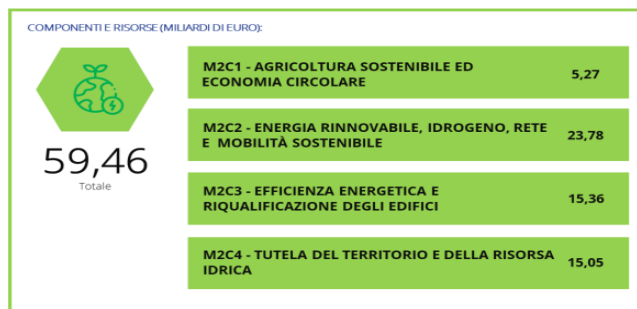 COMPONENTI E RISORSE (MILIARDI DI EURO):
59,46
Totale
M2C1 - AGRICOLTURA SOSTENIBILE ED
ECONOMIA CIRCOLARE
5,27
M2C2 - ENERGIA RINNOVABILE, IDROGENO, RETE
E MOBILITÀ SOSTENIBILE
23,78
M2C3 - EFFICIENZA ENERGETICA E
RIQUALIFICAZIONE DEGLI EDIFICI
15,36
M2C4 - TUTELA DEL TERRITORIO E DELLA RISORSA
IDRICA
15,05